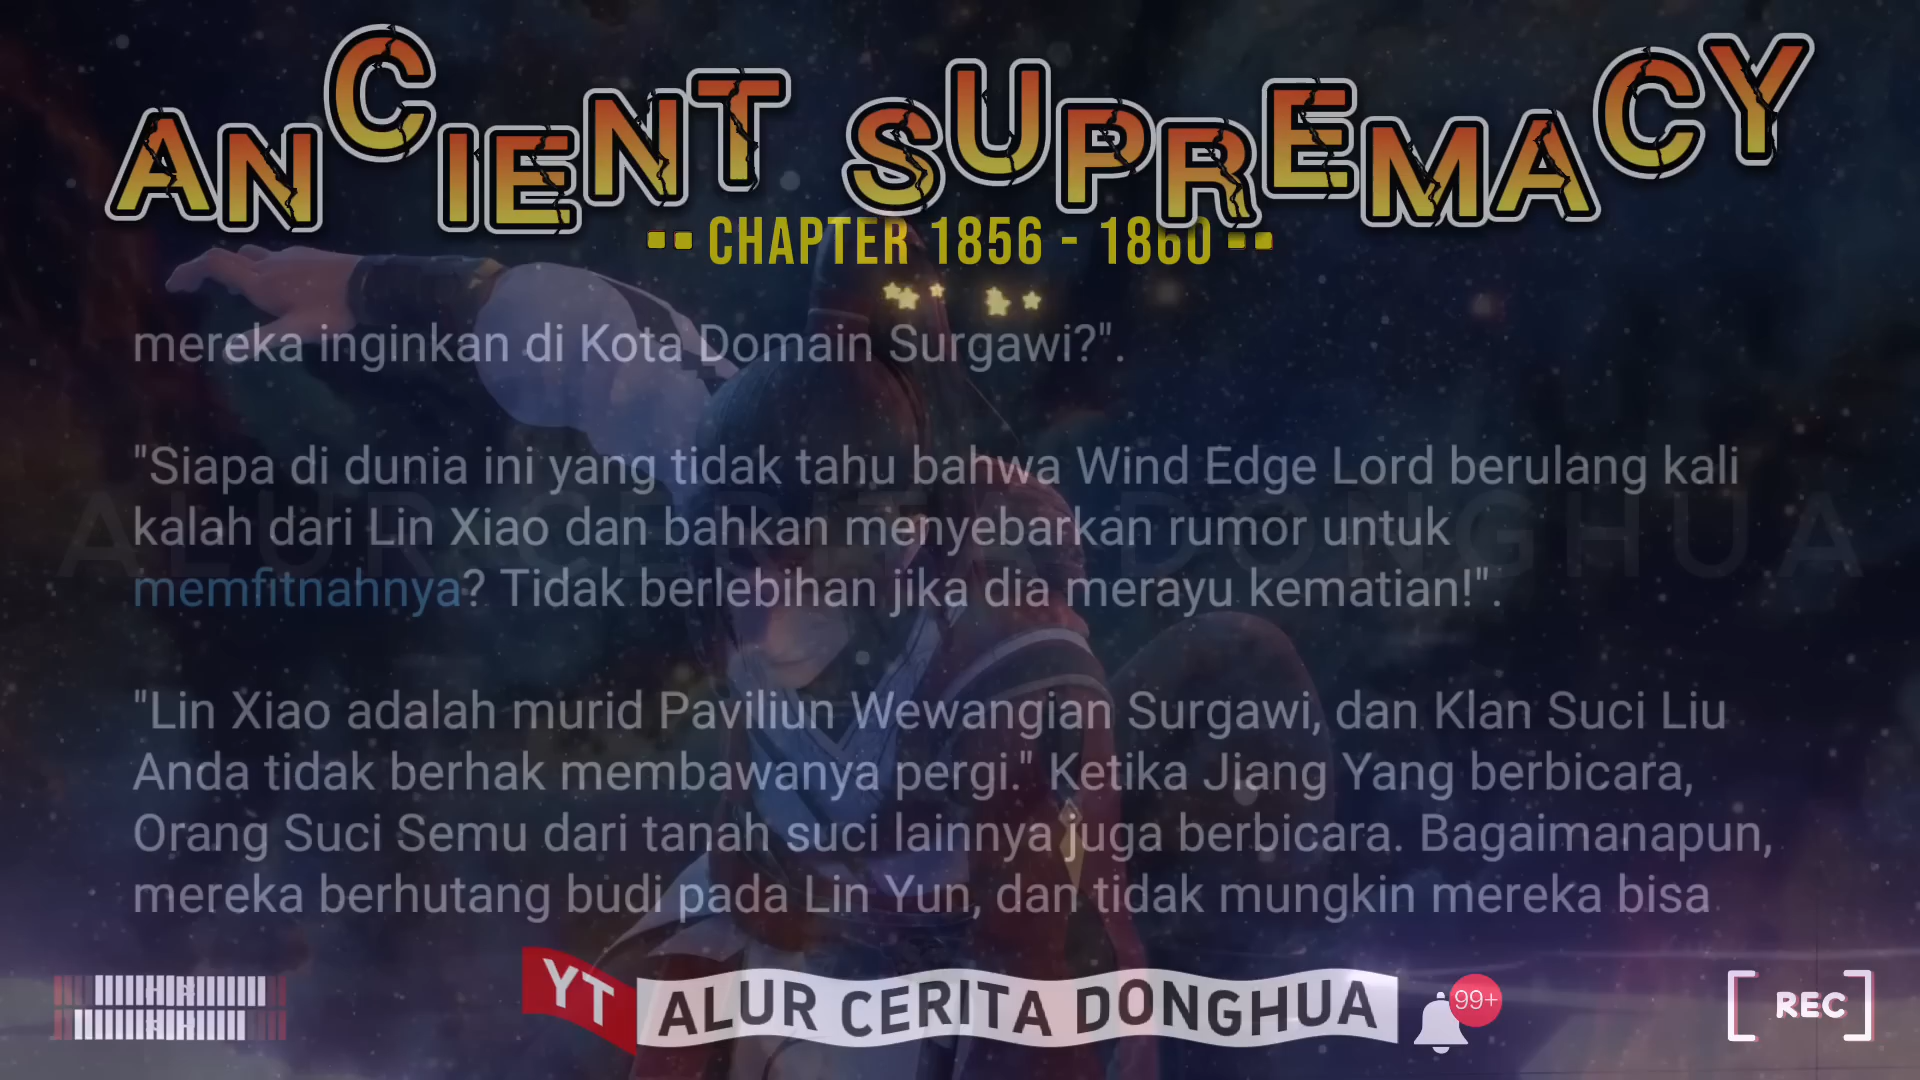 ANCIENT SUPREMACY
CHAPTER 1856 - 1860
mereka inginkan di Kota Domain Surgawi?".
"Siapa di dunia ini yang tidak tahu bahwa Wind Edge Lord berulang kali
kalah dari Lin Xiao dan bahkan menyebarkan rumor untuk
memfitnahnya? Tidak berlebihan jika dia merayu kematian!".
ALUR CERITA DONGHUA
"Lin Xiao adalah murid Paviliun Wewangian Surgawi, dan Klan Suci Liu
Anda tidak berhak membawanya pergi." Ketika Jiang Yang berbicara,
Orang Suci Semu dari tanah suci lainnya juga berbicara. Bagaimanapun,
mereka berhutang budi pada Lin Yun, dan tidak mungkin mereka bisa
YT ALUR CERITA DONGHUA
99+
[ REC ]